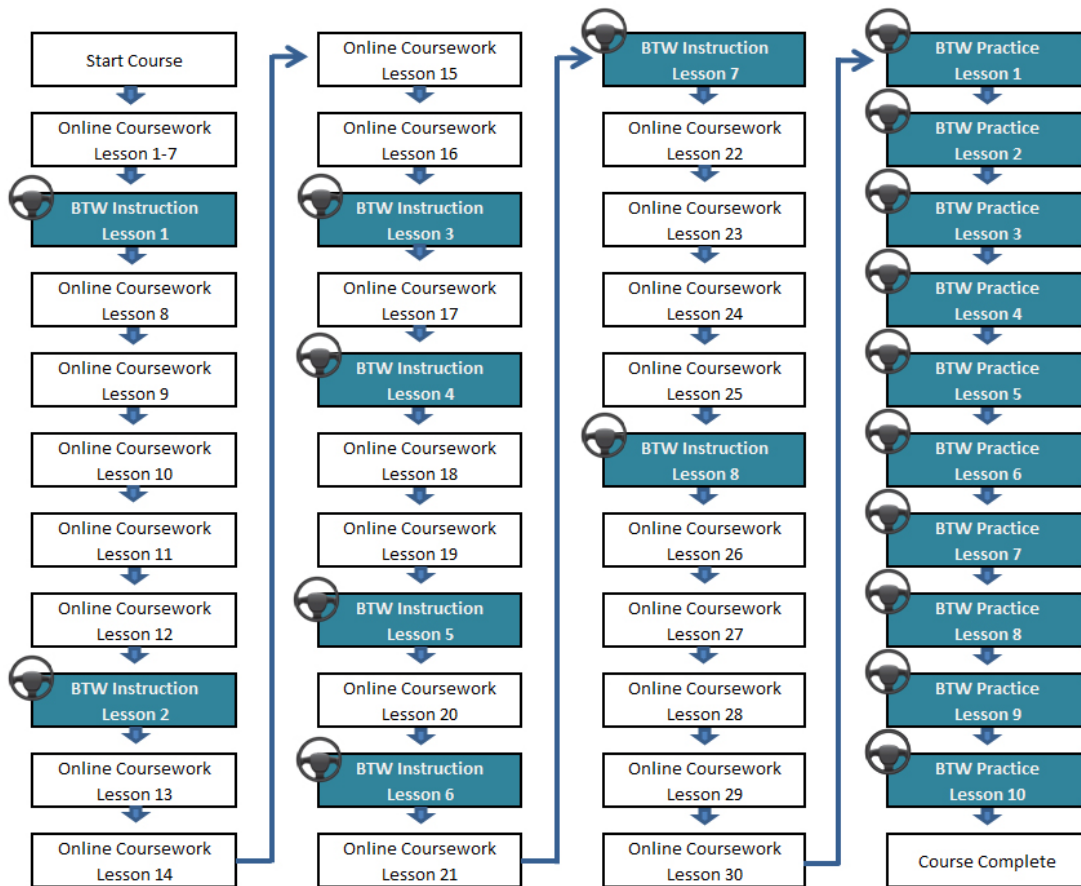 Start Course
Online Coursework
Lesson 1-7
BTW Instruction
Lesson 1
Online Coursework
Lesson 8
Online Coursework
Lesson 9
Online Coursework
Lesson 10
Online Coursework
Lesson 11
Online Coursework
Lesson 12
BTW Instruction
Lesson 2
Online Coursework
Lesson 13
Online Coursework
Lesson 14
Online Coursework
Lesson 15
Online Coursework
Lesson 16
BTW Instruction
Lesson 3
Online Coursework
Lesson 17
BTW Instruction
Lesson 4
Online Coursework
Lesson 18
Online Coursework
Lesson 19
BTW Instruction
Lesson 5
Online Coursework
Lesson 20
BTW Instruction
Lesson 6
Online Coursework
Lesson 21
BTW Instruction
Lesson 7
Online Coursework
Lesson 22
Online Coursework
Lesson 23
Online Coursework
Lesson 24
Online Coursework
Lesson 25
BTW Instruction
Lesson 8
Online Coursework
Lesson 26
Online Coursework
Lesson 27
Online Coursework
Lesson 28
Online Coursework
Lesson 29
Online Coursework
Lesson 30
BTW Practice
Lesson 1
BTW Practice
Lesson 2
BTW Practice
Lesson 3
BTW Practice
Lesson 4
BTW Practice
Lesson 5
BTW Practice
Lesson 6
BTW Practice
Lesson 7
BTW Practice
Lesson 8
BTW Practice
Lesson 9
BTW Practice
Lesson 10
Course Complete